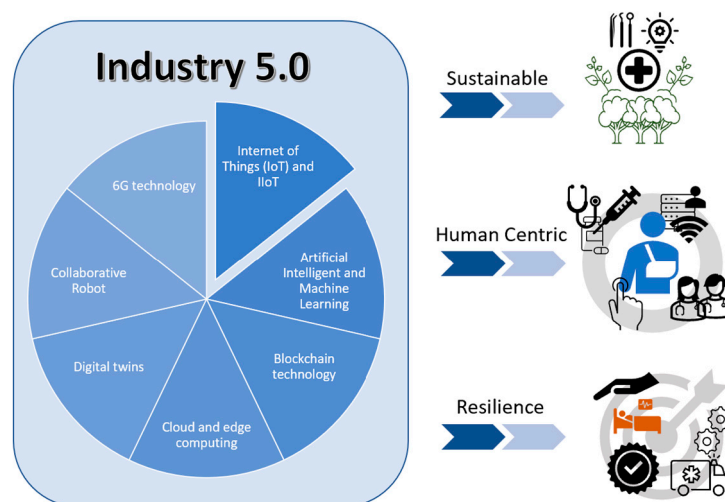 Industry 5.0
Internet of
Things (IoT) and
IIoT
Artificial
Intelligent and
Machine
Learning
Blockchain
technology
Cloud and edge
computing
Digital twins
Collaborative
Robot
6G technology
Sustainable
Human Centric
Resilience